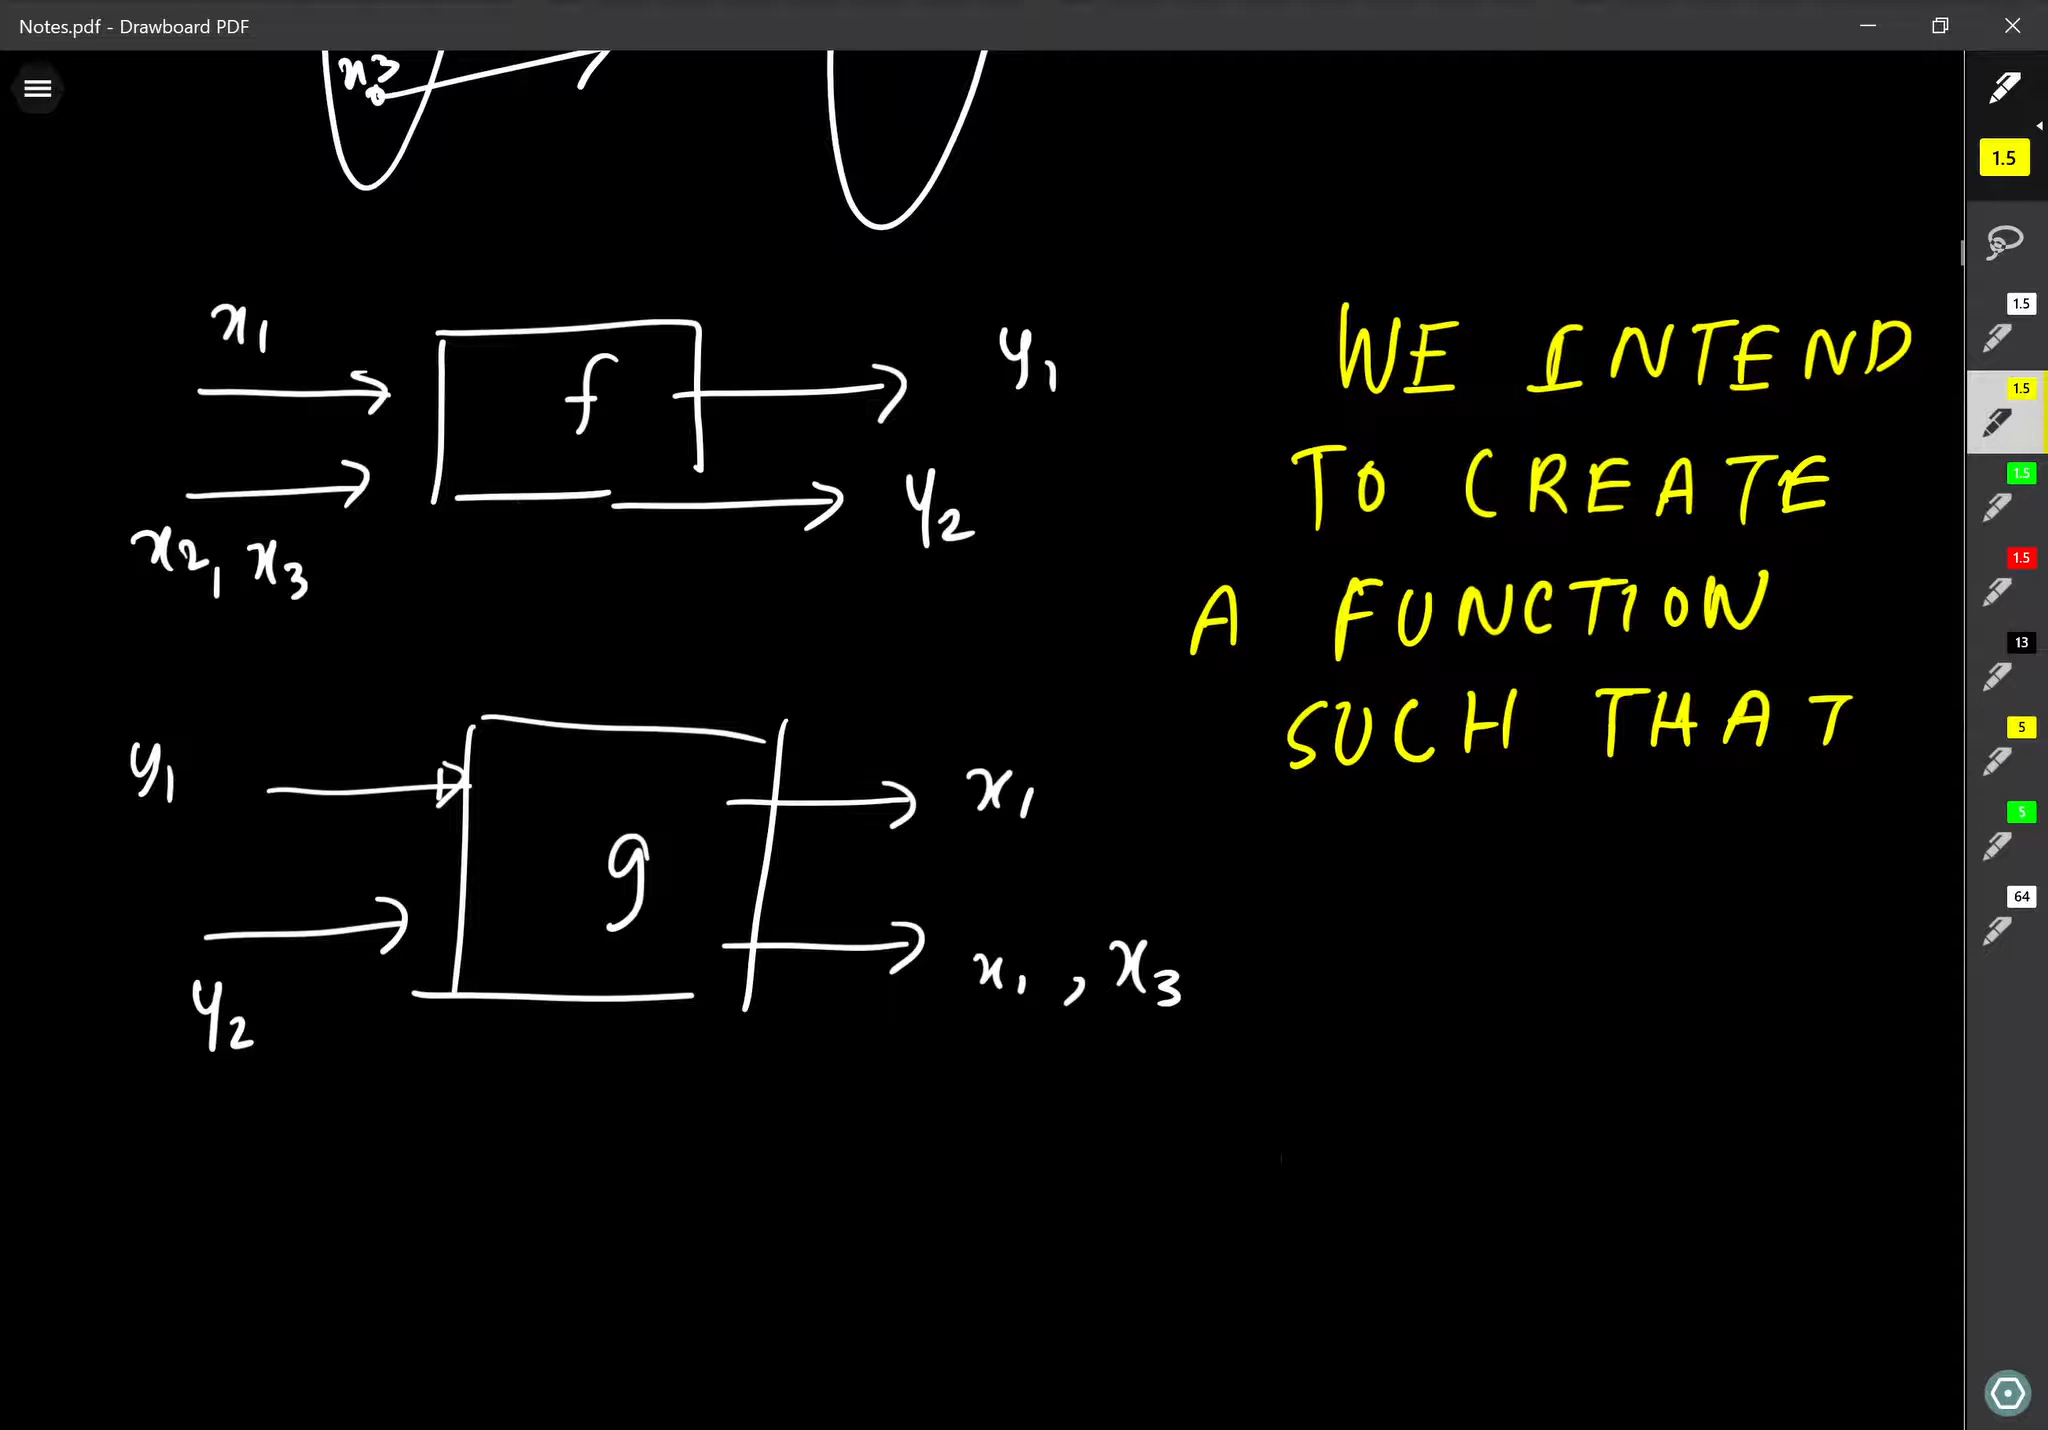 Notes.pdf - Drawboard PDF
x3
1.5
x1
y1
f
x2, x3
y2
WE INTEND
TO CREATE
A FUNCTION
SUCH THAT
y1
x1
g
y2
x1, x3
1.5
1.5
1.5
1.5
13
5
5
64